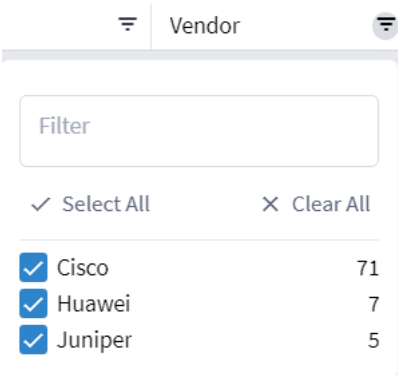 Vendor
Filter
Select All Clear All
Cisco 71
Huawei 7
Juniper 5